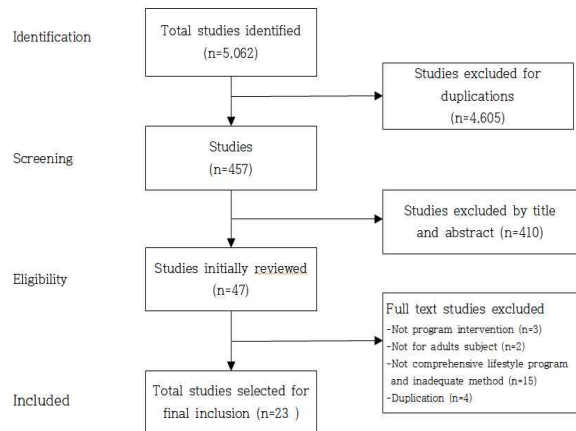 Identification
Total studies identified
(n=5,062)
Studies excluded for
duplications
(n=4,605)
Screening
Studies
(n=457)
Studies excluded by title
and abstract (n=410)
Eligibility
Studies initially reviewed
(n=47)
Full text studies excluded
-Not program intervention (n=3)
-Not for adults subject (n=2)
-Not comprehensive lifestyle program
and inadequate method (n=15)
-Duplication (n=4)
Included
Total studies selected for
final inclusion (n=23 )